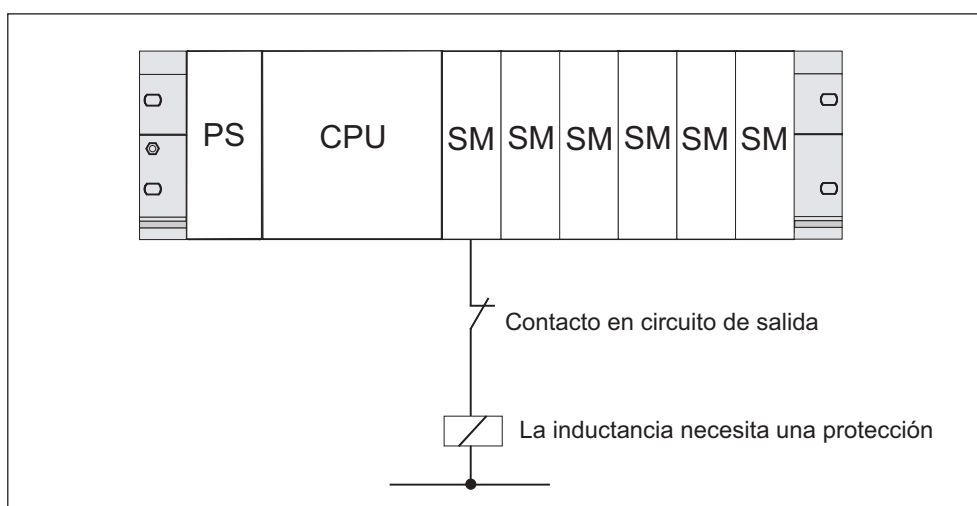 PS CPU SM SM SM SM SM SM
Contacto en circuito de salida
La inductancia necesita una protección